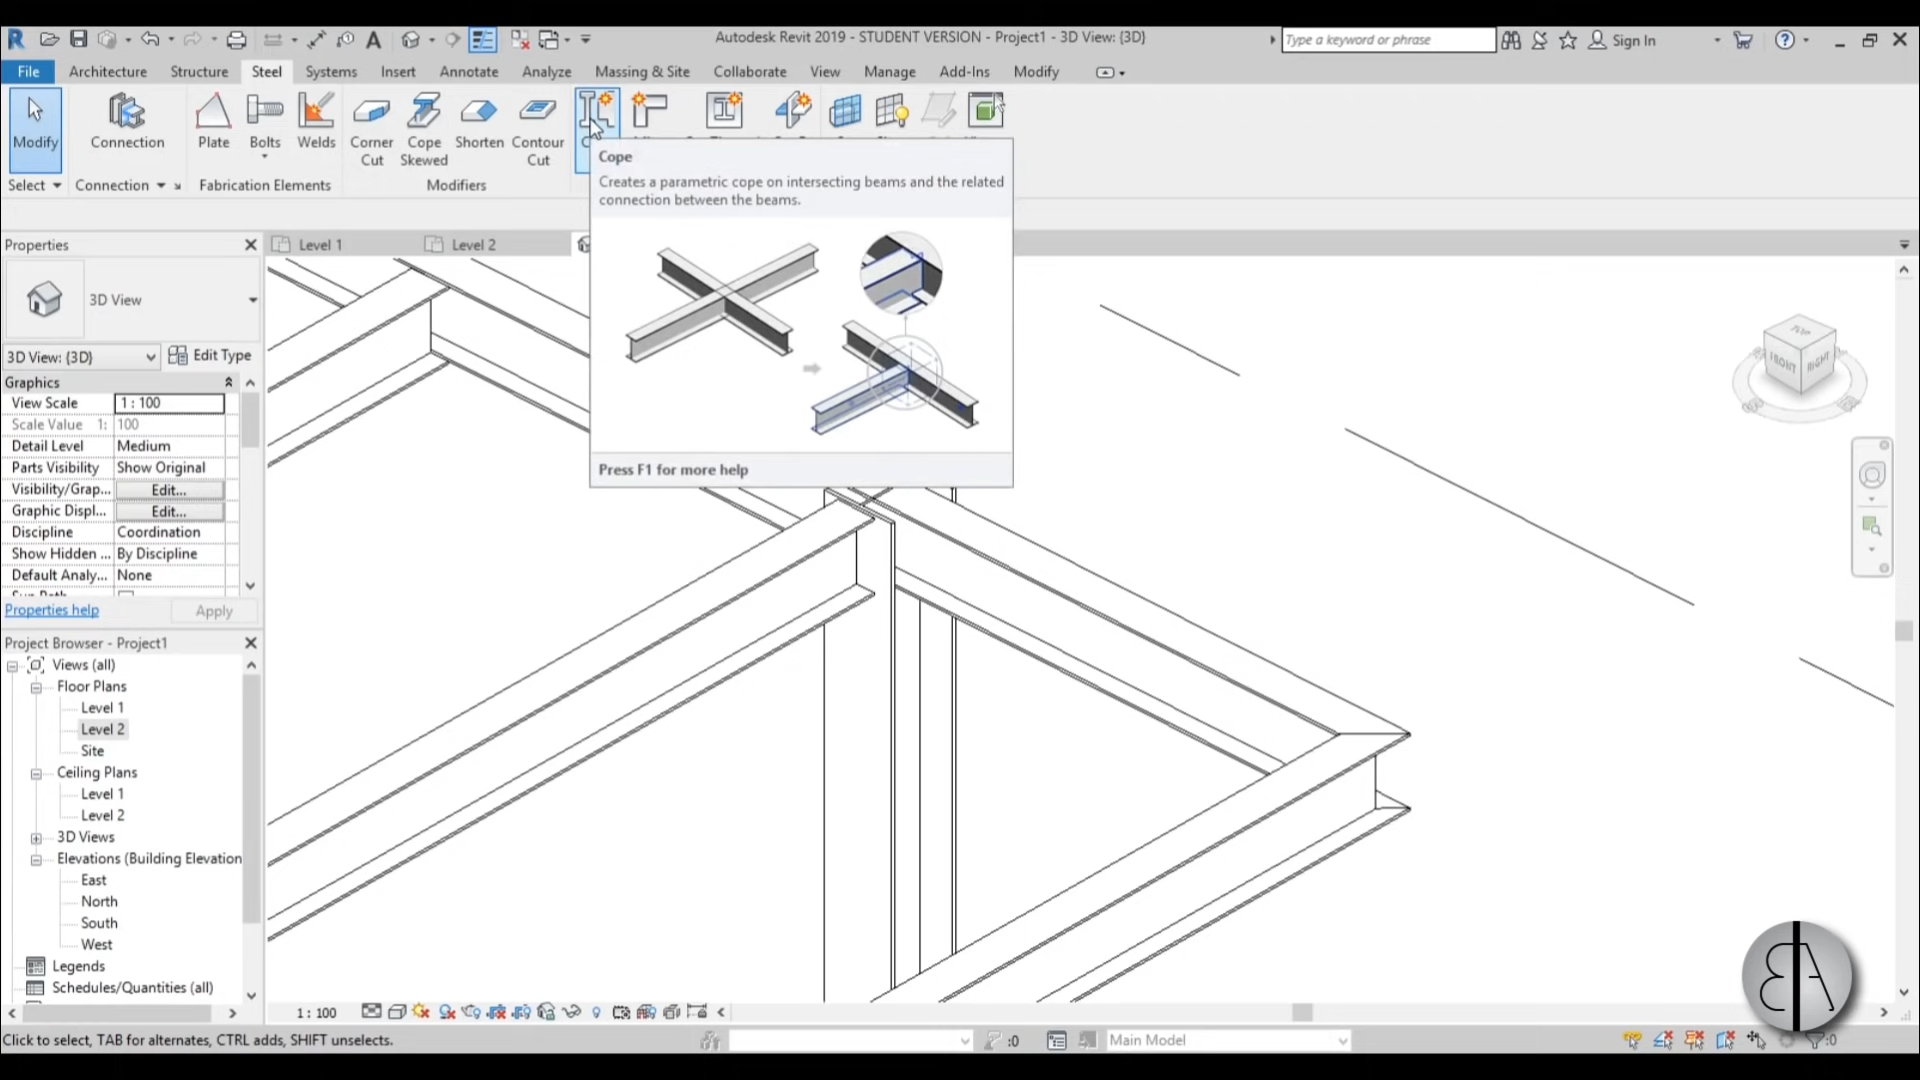 Autodesk Revit 2019 - STUDENT VERSION - Project1 - 3D View: {3D}
Type a keyword or phrase
Sign In
File Architecture Structure Steel Systems Insert Annotate Analyze Massing & Site Collaborate View Manage Add-Ins Modify
Modify
Connection
Plate
Bolts
Welds
Corner Cut
Cope Skewed
Shorten
Contour Cut
Select
Connection
Fabrication Elements
Modifiers
Cope
Creates a parametric cope on intersecting beams and the related
connection between the beams.
Press F1 for more help
Properties
Level 1
Level 2
3D View
3D View: {3D}
Edit Type
Graphics
View Scale 1 : 100
Scale Value 1: 100
Detail Level Medium
Parts Visibility Show Original
Visibility/Grap... Edit...
Graphic Displ... Edit...
Discipline Coordination
Show Hidden ... By Discipline
Default Analy... None
Properties help
Apply
Project Browser - Project1
Views (all)
Floor Plans
Level 1
Level 2
Site
Ceiling Plans
Level 1
Level 2
3D Views
Elevations (Building Elevation
East
North
South
West
Legends
Schedules/Quantities (all)
TOP
FRONT
RIGHT
1 : 100
Click to select, TAB for alternates, CTRL adds, SHIFT unselects.
:0
Main Model
:0